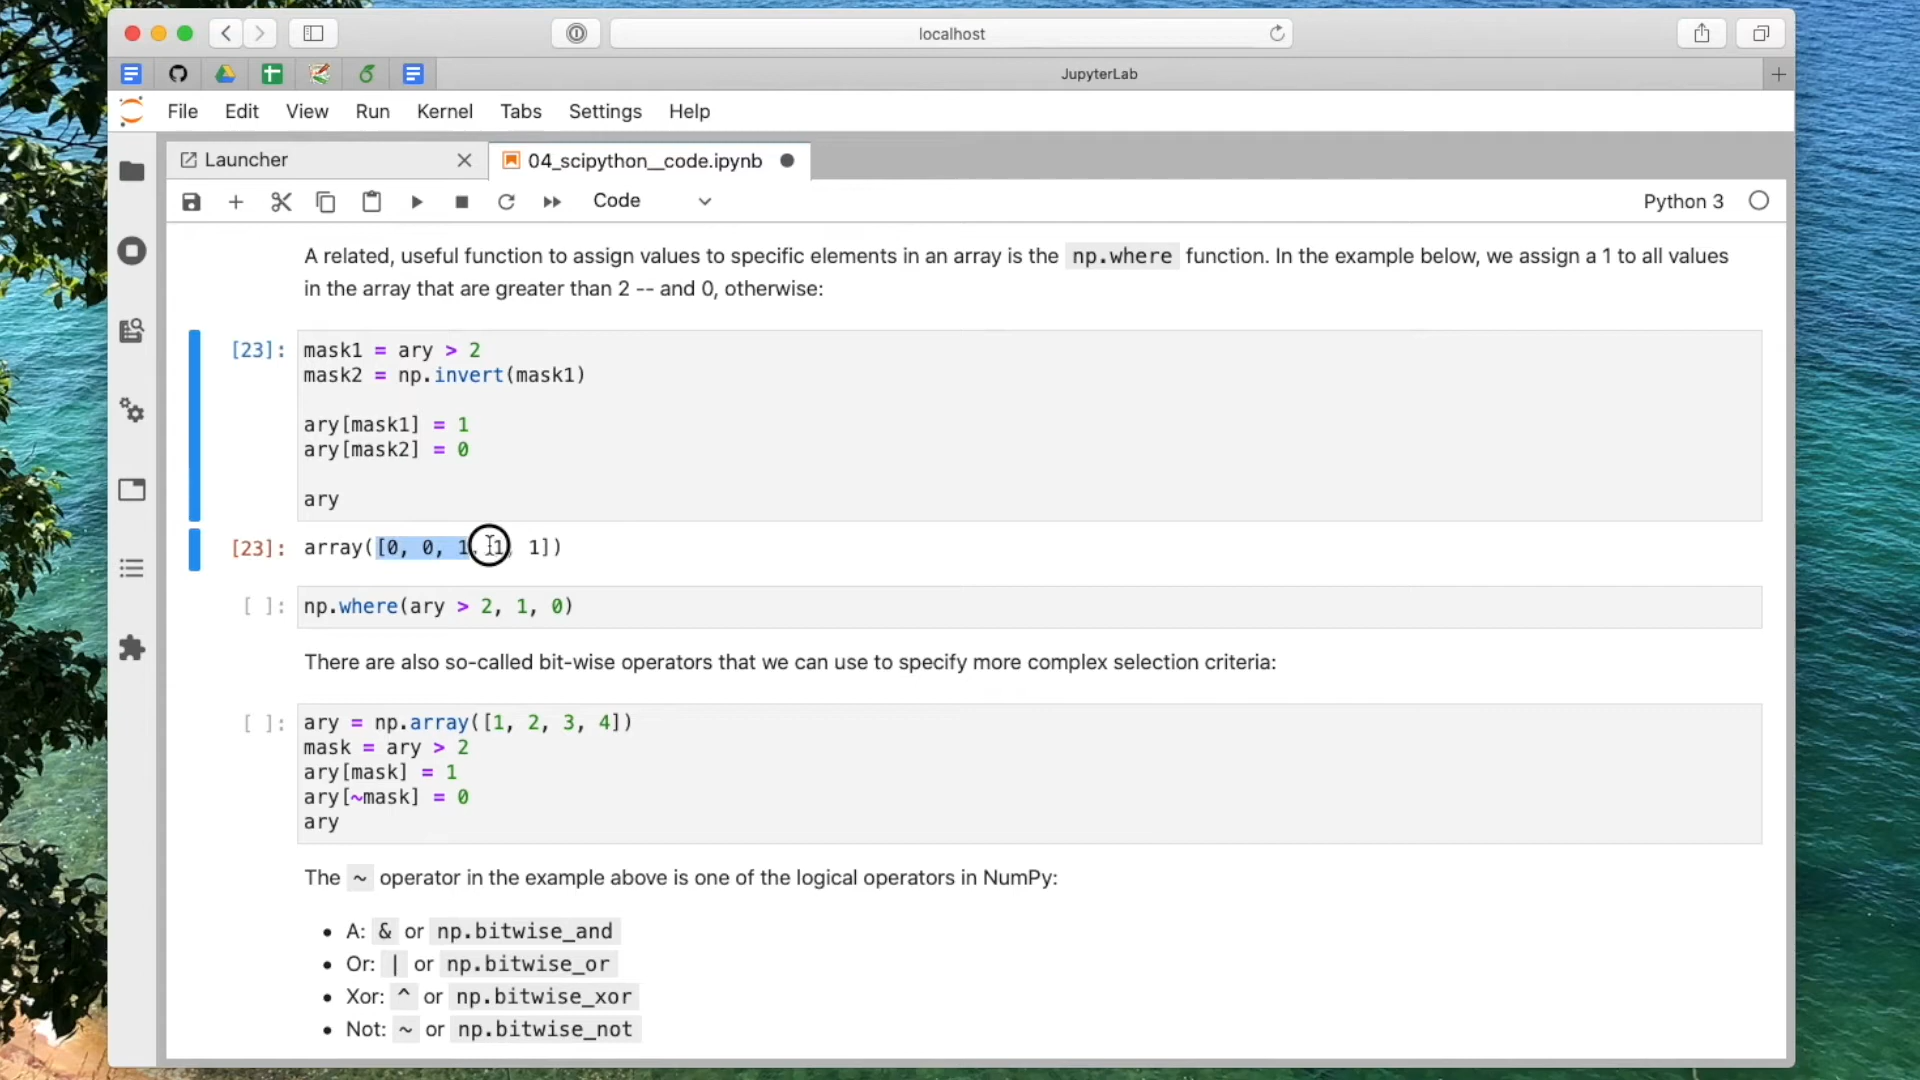 localhost
JupyterLab
File Edit View Run Kernel Tabs Settings Help
Launcher
04_scipython__code.ipynb
Code
Python 3
A related, useful function to assign values to specific elements in an array is the np.where function. In the example below, we assign a 1 to all values
in the array that are greater than 2 -- and 0, otherwise:
[23]: mask1 = ary > 2
mask2 = np.invert(mask1)
ary[mask1] = 1
ary[mask2] = 0
ary
[23]: array([0, 0, 1, 1, 1])
[ ]: np.where(ary > 2, 1, 0)
There are also so-called bit-wise operators that we can use to specify more complex selection criteria:
[ ]: ary = np.array([1, 2, 3, 4])
mask = ary > 2
ary[mask] = 1
ary[~mask] = 0
ary
The ~ operator in the example above is one of the logical operators in NumPy:
• A: & or np.bitwise_and
• Or: | or np.bitwise_or
• Xor: ^ or np.bitwise_xor
• Not: ~ or np.bitwise_not